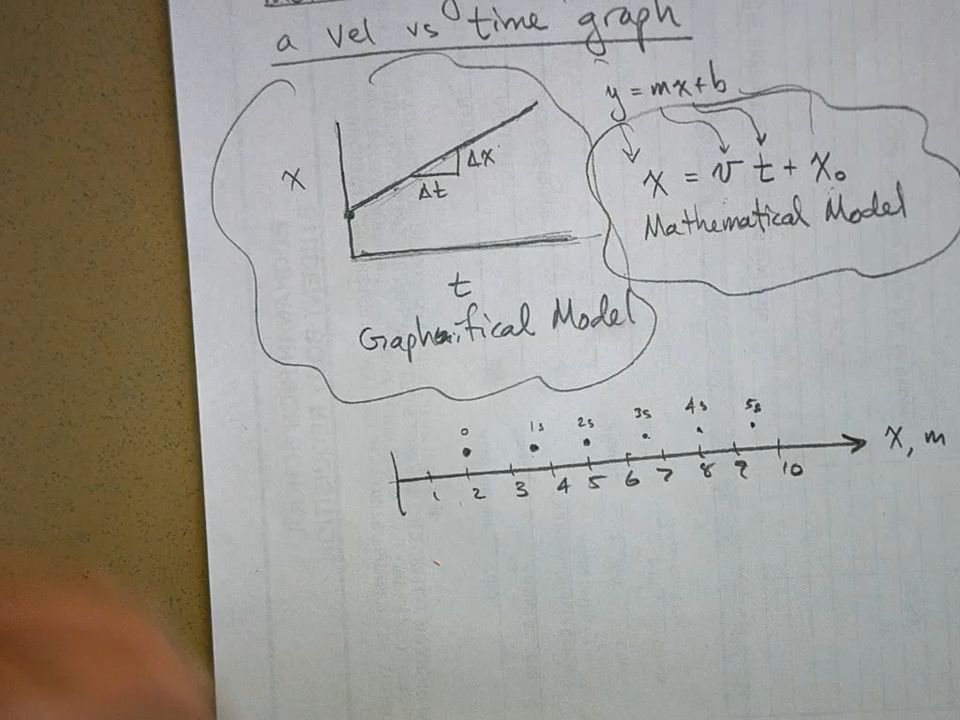 a vel vs time graph
y = mx + b
x = v t + x₀
Mathematical Model
x
Δx
Δt
t
Graphical Model
0 1s 2s 3s 4s 5s
1 2 3 4 5 6 7 8 9 10
x, m